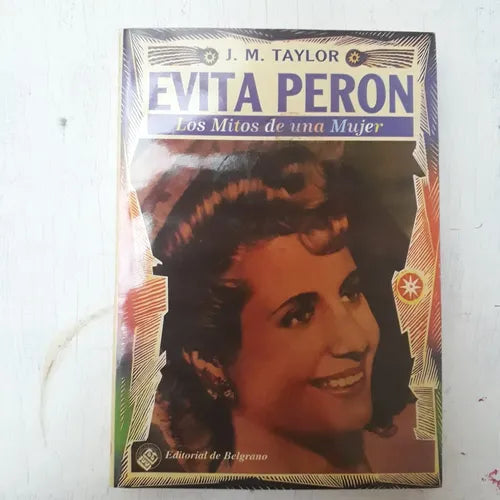 J. M. TAYLOR
EVITA PERON
Los Mitos de una Mujer
Editorial de Belgrano